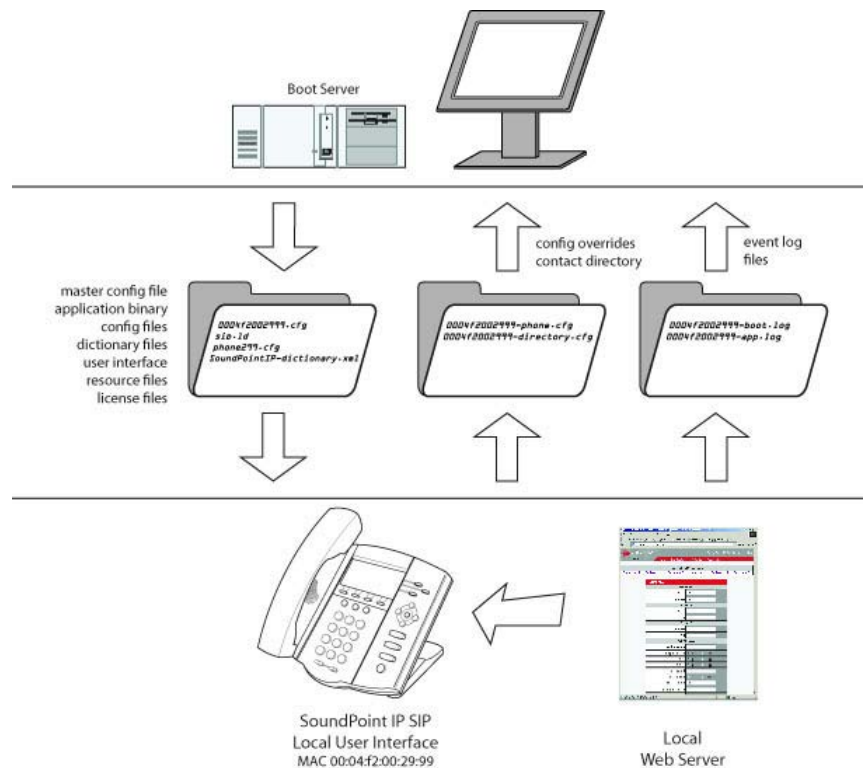 Boot Server
config overrides
contact directory
event log
files
master config file
application binary
config files
dictionary files
user interface
resource files
license files
0004f2002999.cfg
sip.ld
phone299.cfg
SoundPointIP-dictionary.xml
0004f2002999-phone.cfg
0004f2002999-directory.cfg
0004f2002999-boot.log
0004f2002999-app.log
SoundPoint IP SIP
Local User Interface
MAC 00:04:f2:00:29:99
Local
Web Server